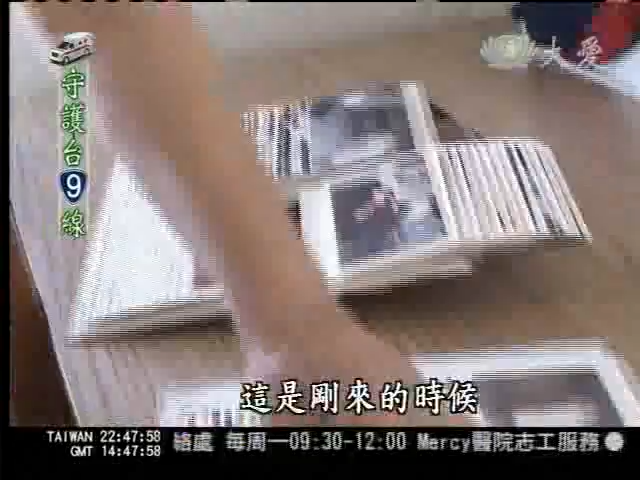 大愛
守護台9線
這是剛來的時候
TAIWAN 22:47:58
GMT 14:47:58
絡處 每周一09:30-12:00 Mercy醫院志工服務